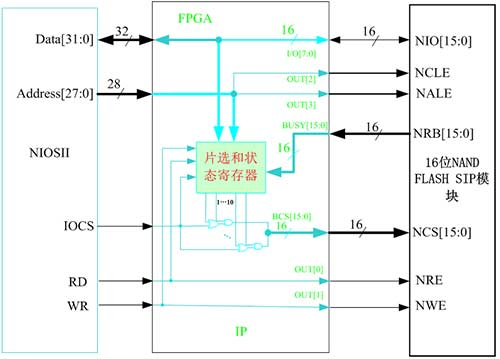 FPGA
IP
Data[31:0]
32
16
I/O[7:0]
16
NIO[15:0]
OUT[2]
NCLE
Address[27:0]
28
OUT[3]
NALE
BUSY[15:0]
16
16
NRB[15:0]
NIOSII
片选和状
态寄存器
16位NAND
FLASH SIP模
块
1…10
IOCS
BCS[15:0]
16
16
NCS[15:0]
…
RD
OUT[0]
NRE
WR
OUT[1]
NWE
IP